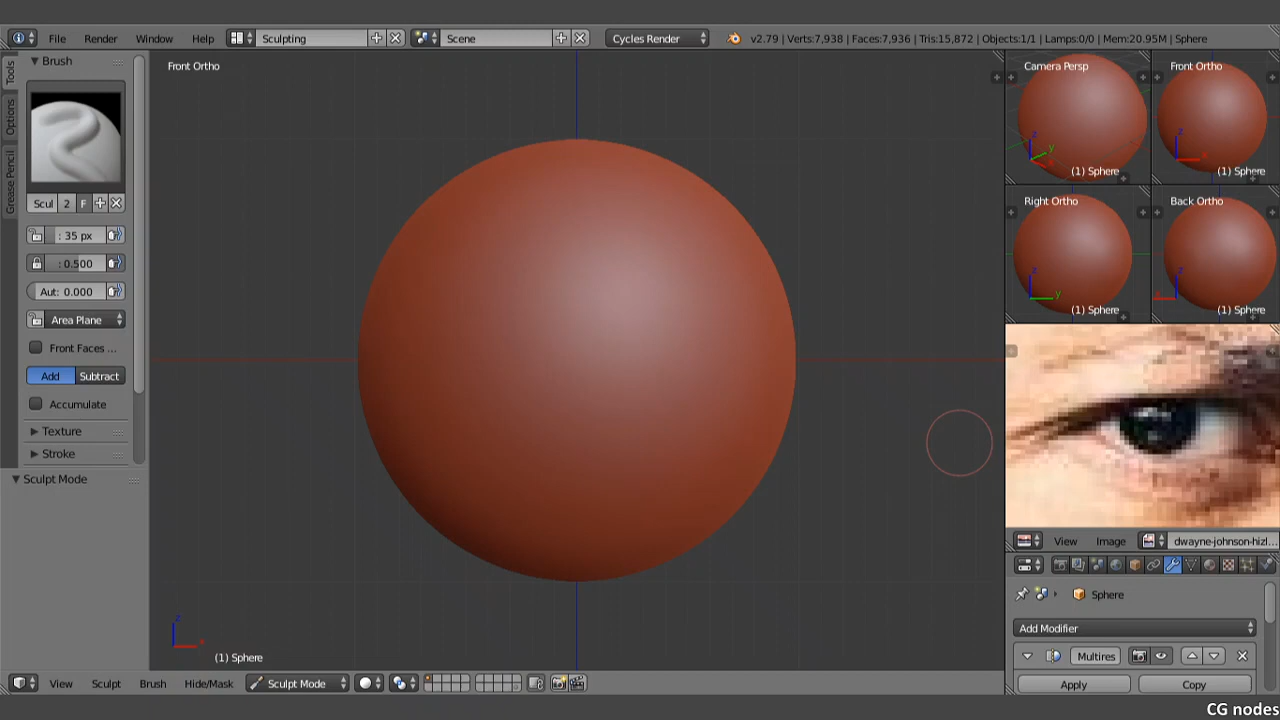 File Render Window Help Sculpting Scene Cycles Render v2.79 | Verts:7,938 | Faces:7,936 | Tris:15,872 | Objects:1/1 | Lamps:0/0 | Mem:20.95M | Sphere
Tools
Options
Grease Pencil
Brush
Scul 2 F
: 35 px
: 0.500
Aut: 0.000
Area Plane
Front Faces ...
Add Subtract
Accumulate
Texture
Stroke
Sculpt Mode
Front Ortho
z
x
(1) Sphere
Camera Persp
z
y
x
(1) Sphere
Front Ortho
z
x
(1) Sphere
Right Ortho
z
y
(1) Sphere
Back Ortho
z
x
(1) Sphere
View Image dwayne-johnson-hizl...
Sphere
Add Modifier
Multires
Apply Copy
View Sculpt Brush Hide/Mask Sculpt Mode
CG nodes